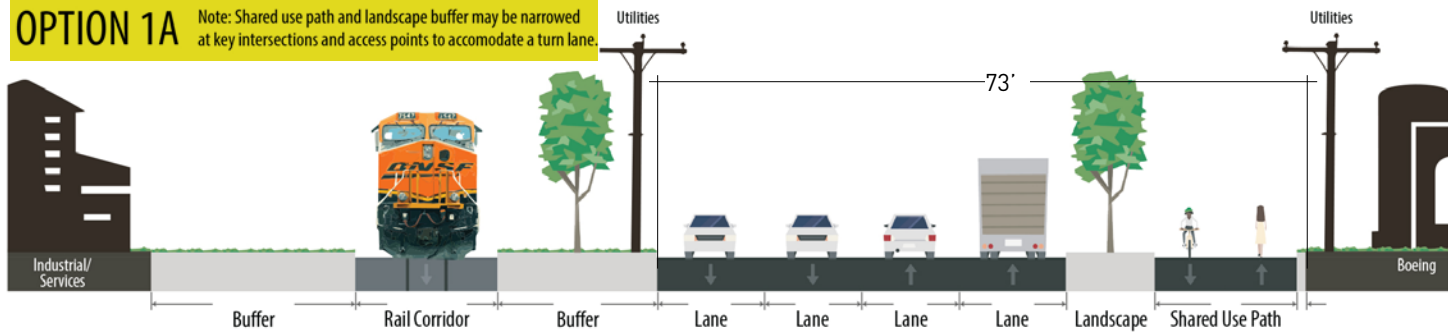 OPTION 1A
Note: Shared use path and landscape buffer may be narrowed
at key intersections and access points to accomodate a turn lane.
Utilities
Utilities
73'
BNSF
Industrial/
Services
Boeing
Buffer
Rail Corridor
Buffer
Lane
Lane
Lane
Lane
Landscape
Shared Use Path